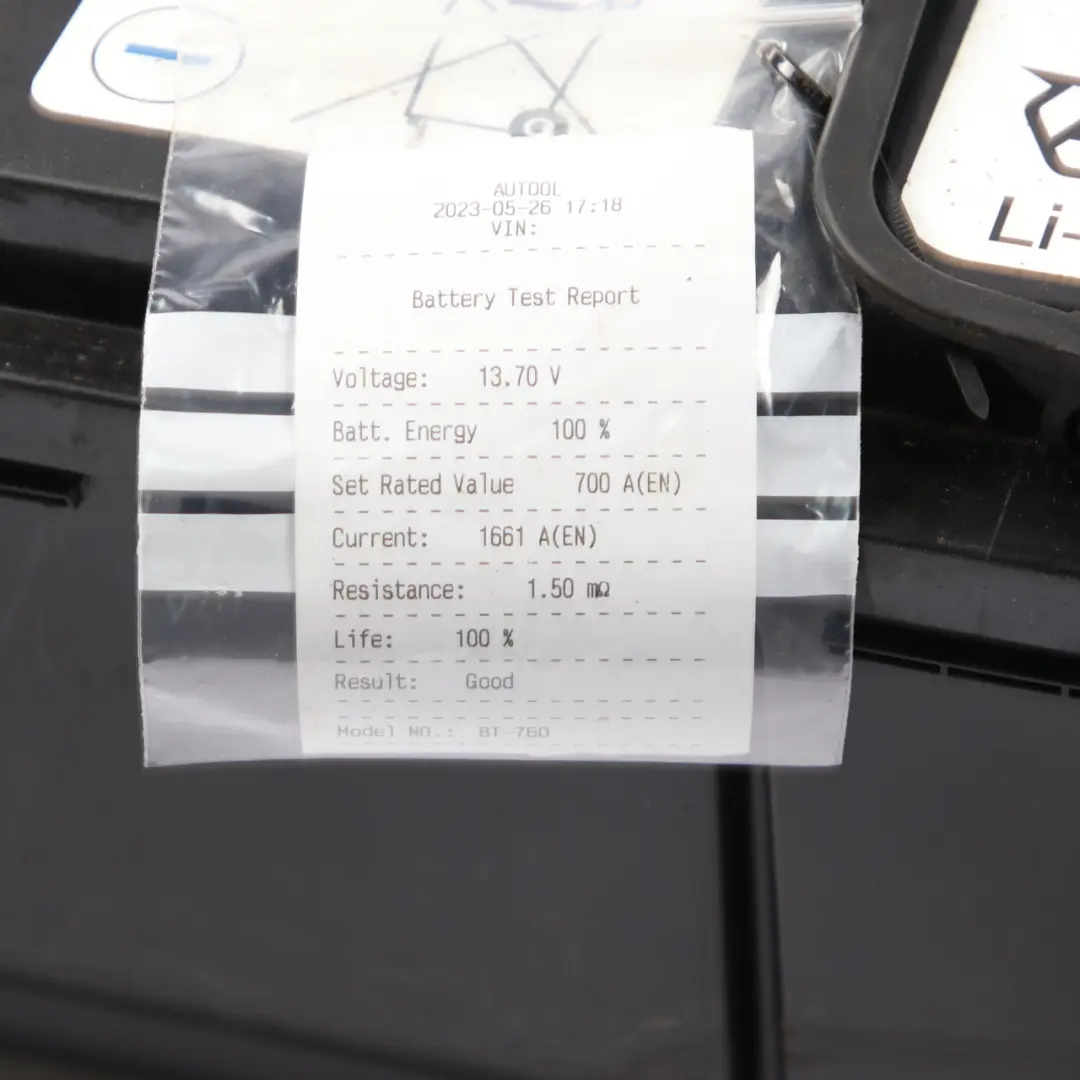 AUTOOL
2023-05-26 17:18
VIN:
Battery Test Report
Voltage: 13.70 V
Batt. Energy 100 %
Set Rated Value 700 A(EN)
Current: 1661 A(EN)
Resistance: 1.50 mΩ
Life: 100 %
Result: Good
Model NO.: BT-760
Li-